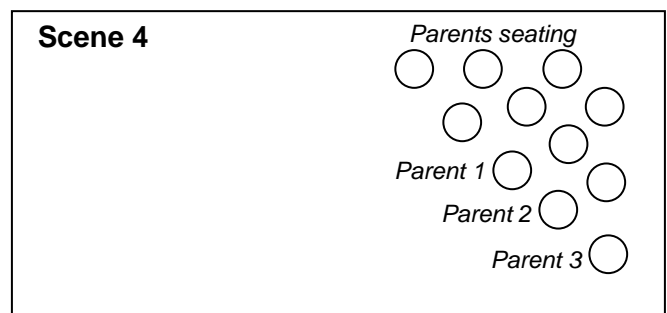 Scene 4
Parents seating
Parent 1
Parent 2
Parent 3